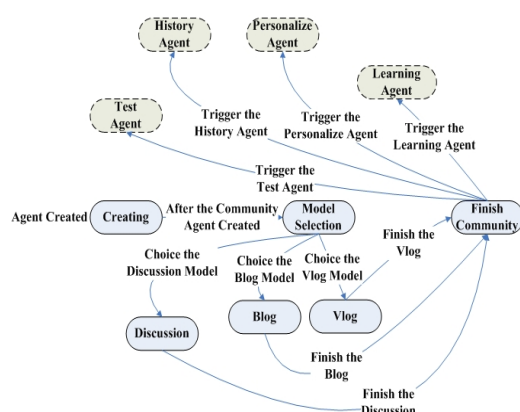 History
Agent
Personalize
Agent
Learning
Agent
Test
Agent
Trigger the
History Agent
Trigger the
Personalize Agent
Trigger the
Learning Agent
Trigger the
Test Agent
Agent Created
Creating
After the Community
Agent Created
Model
Selection
Finish
Community
Finish the
Vlog
Choice the
Discussion Model
Choice the
Blog Model
Choice the
Vlog Model
Discussion
Blog
Vlog
Finish the
Blog
Finish the
Discussion